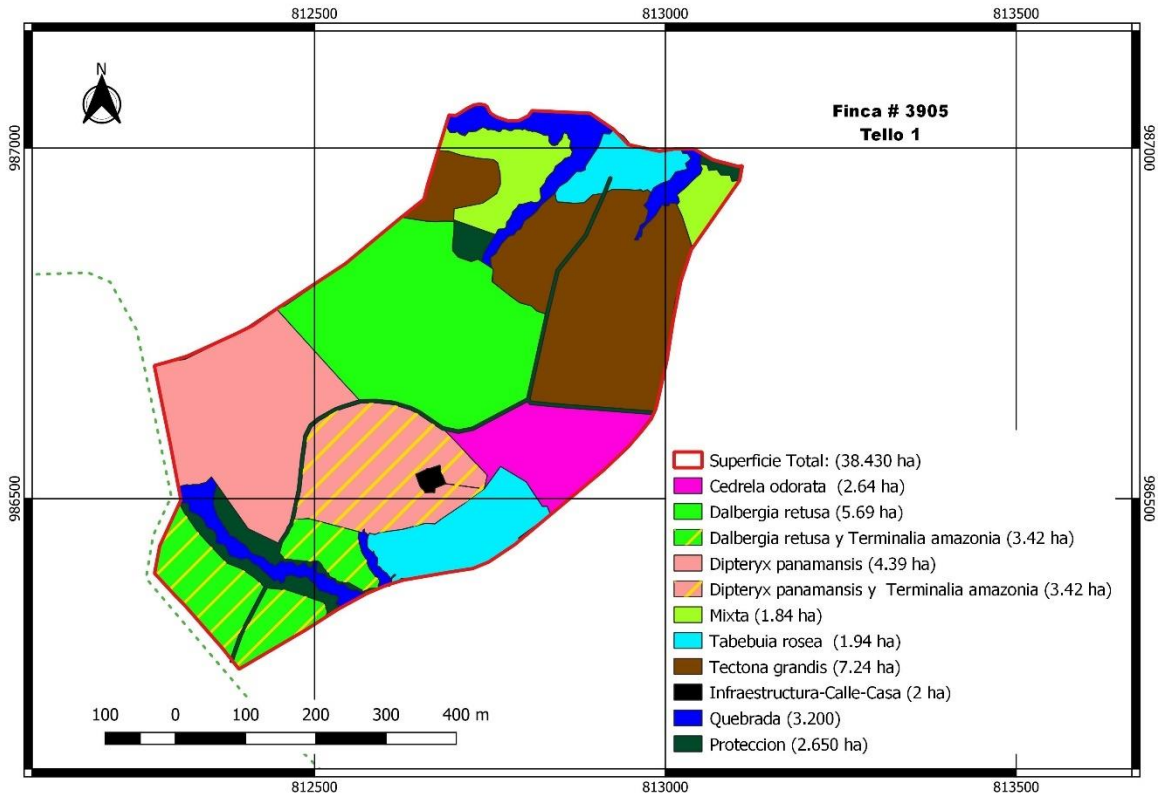 812500 813000 813500
N
Finca # 3905
Tello 1
987000 987000
986500 986500
Superficie Total: (38.430 ha)
Cedrela odorata (2.64 ha)
Dalbergia retusa (5.69 ha)
Dalbergia retusa y Terminalia amazonia (3.42 ha)
Dipteryx panamansis (4.39 ha)
Dipteryx panamansis y Terminalia amazonia (3.42 ha)
Mixta (1.84 ha)
Tabebuia rosea (1.94 ha)
Tectona grandis (7.24 ha)
Infraestructura-Calle-Casa (2 ha)
Quebrada (3.200)
Proteccion (2.650 ha)
100 0 100 200 300 400 m
812500 813000 813500